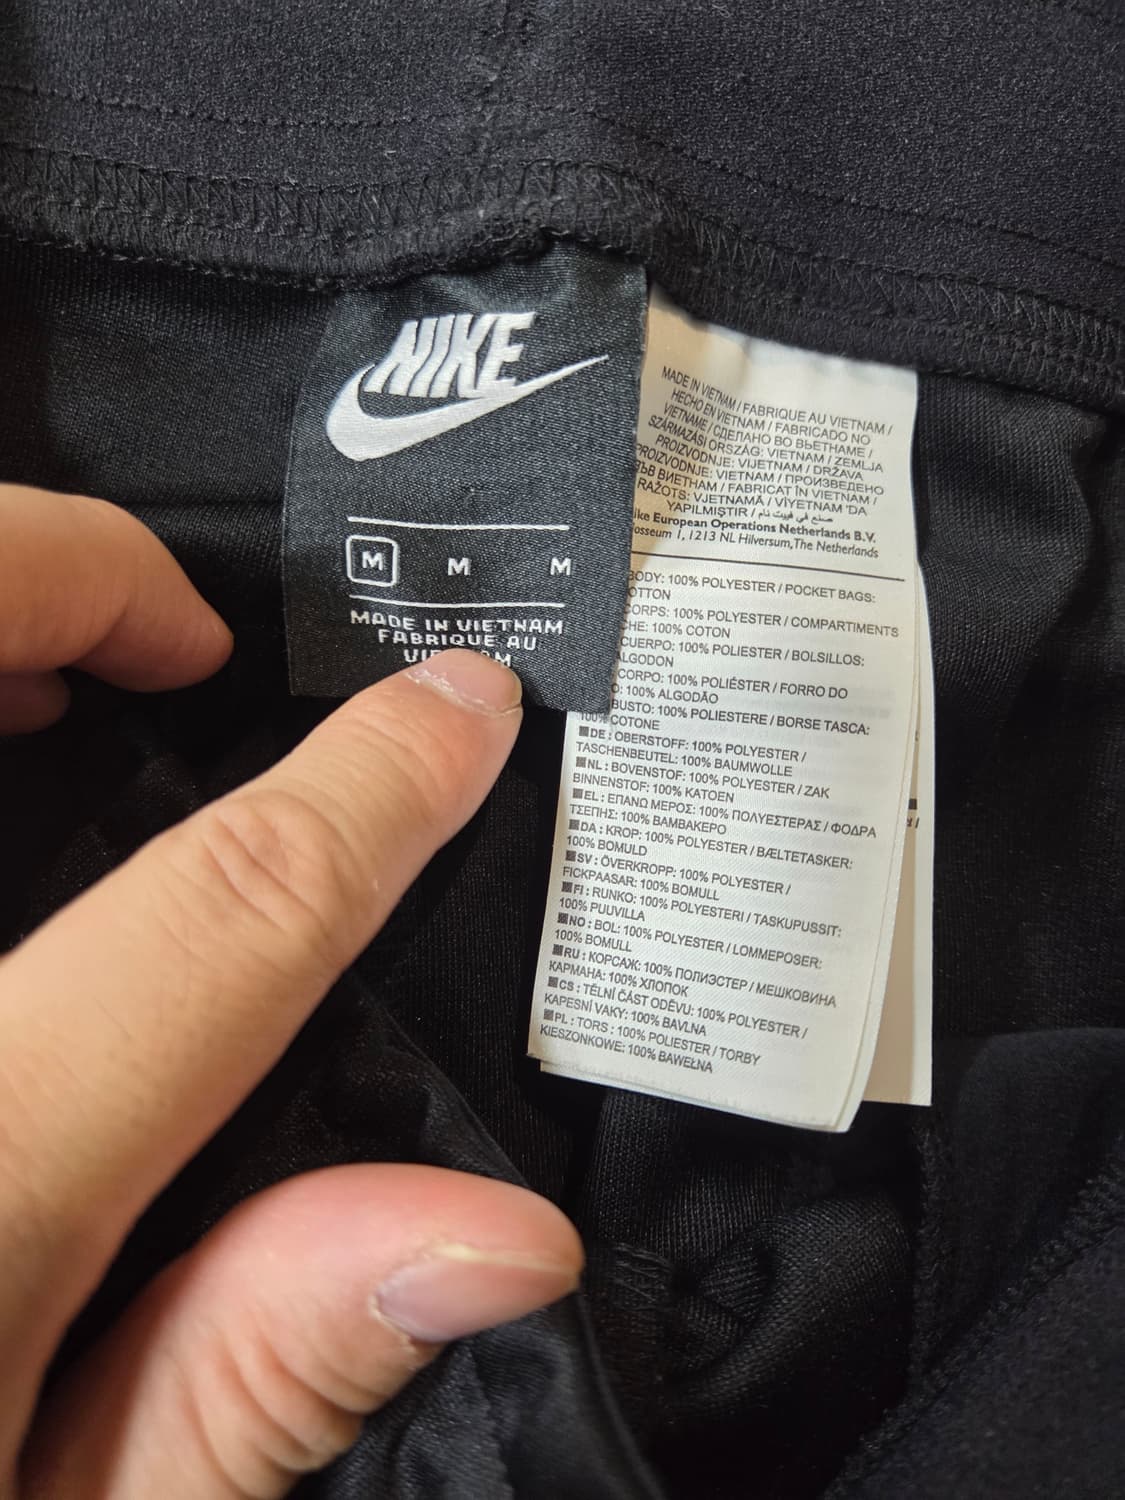 NIKE
M M M
MADE IN VIETNAM
FABRIQUE AU
MADE IN VIETNAM / FABRIQUE AU VIETNAM /
HECHO EN VIETNAM / FABRICADO NO
VIETNAME / СДЕЛАНО ВО ВЬЕТНАМЕ /
SZÁRMAZÁSI ORSZÁG: VIETNAM / ZEMLJA
PROIZVODNJE: VIJETNAM / DRŽAVA
PROIZVODNJE: VIETNAM / ПРОИЗВЕДЕНО
ВЪВ ВИЕТНАМ / FABRICAT ÎN VIETNAM /
RAŽOTS: VJETNAMĀ / VİYETNAM 'DA
YAPILMIŞTIR / صنع في فييت نام
European Operations Netherlands B.V.
1, 1213 NL Hilversum, The Netherlands
BODY: 100% POLYESTER / POCKET BAGS:
CORPS: 100% POLYESTER / COMPARTIMENTS
100% COTON
CUERPO: 100% POLIESTER / BOLSILLOS:
ALGODON
CORPO: 100% POLIÉSTER / FORRO DO
100% ALGODÃO
BUSTO: 100% POLIESTERE / BORSE TASCA:
100% COTONE
DE : OBERSTOFF: 100% POLYESTER /
TASCHENBEUTEL: 100% BAUMWOLLE
NL : BOVENSTOF: 100% POLYESTER / ZAK
BINNENSTOF: 100% KATOEN
EL : ΕΠΑΝΩ ΜΕΡΟΣ: 100% ΠΟΛΥΕΣΤΕΡΑΣ / ΦΟΔΡΑ
ΤΣΕΠΗΣ: 100% ΒΑΜΒΑΚΕΡΟ
DA : KROP: 100% POLYESTER / BÆLTETASKER:
100% BOMULD
SV : ÖVERKROPP: 100% POLYESTER /
FICKPAASAR: 100% BOMULL
FI : RUNKO: 100% POLYESTERI / TASKUPUSSIT:
100% PUUVILLA
NO : BOL: 100% POLYESTER / LOMMEPOSER:
100% BOMULL
RU : КОРСАЖ: 100% ПОЛИЭСТЕР / МЕШКОВИНА
КАРМАНА: 100% ХЛОПОК
CS : TĚLNÍ ČÁST ODĚVU: 100% POLYESTER /
KAPESNÍ VAKY: 100% BAVLNA
PL : TORS : 100% POLIESTER / TORBY
KIESZONKOWE: 100% BAWEŁNA